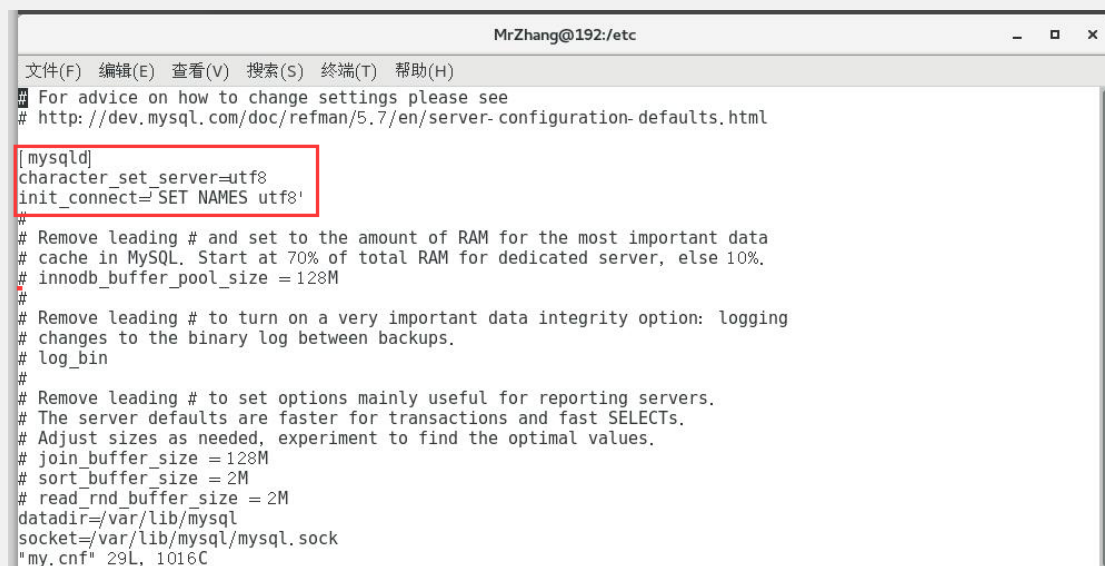 MrZhang@192:/etc
文件(F) 编辑(E) 查看(V) 搜索(S) 终端(T) 帮助(H)
# For advice on how to change settings please see
# http://dev.mysql.com/doc/refman/5.7/en/server-configuration-defaults.html
[mysqld]
character_set_server=utf8
init_connect='SET NAMES utf8'
#
# Remove leading # and set to the amount of RAM for the most important data
# cache in MySQL. Start at 70% of total RAM for dedicated server, else 10%.
# innodb_buffer_pool_size = 128M
#
# Remove leading # to turn on a very important data integrity option: logging
# changes to the binary log between backups.
# log_bin
#
# Remove leading # to set options mainly useful for reporting servers.
# The server defaults are faster for transactions and fast SELECTs.
# Adjust sizes as needed, experiment to find the optimal values.
# join_buffer_size = 128M
# sort_buffer_size = 2M
# read_rnd_buffer_size = 2M
datadir=/var/lib/mysql
socket=/var/lib/mysql/mysql.sock
"my.cnf" 29L, 1016C